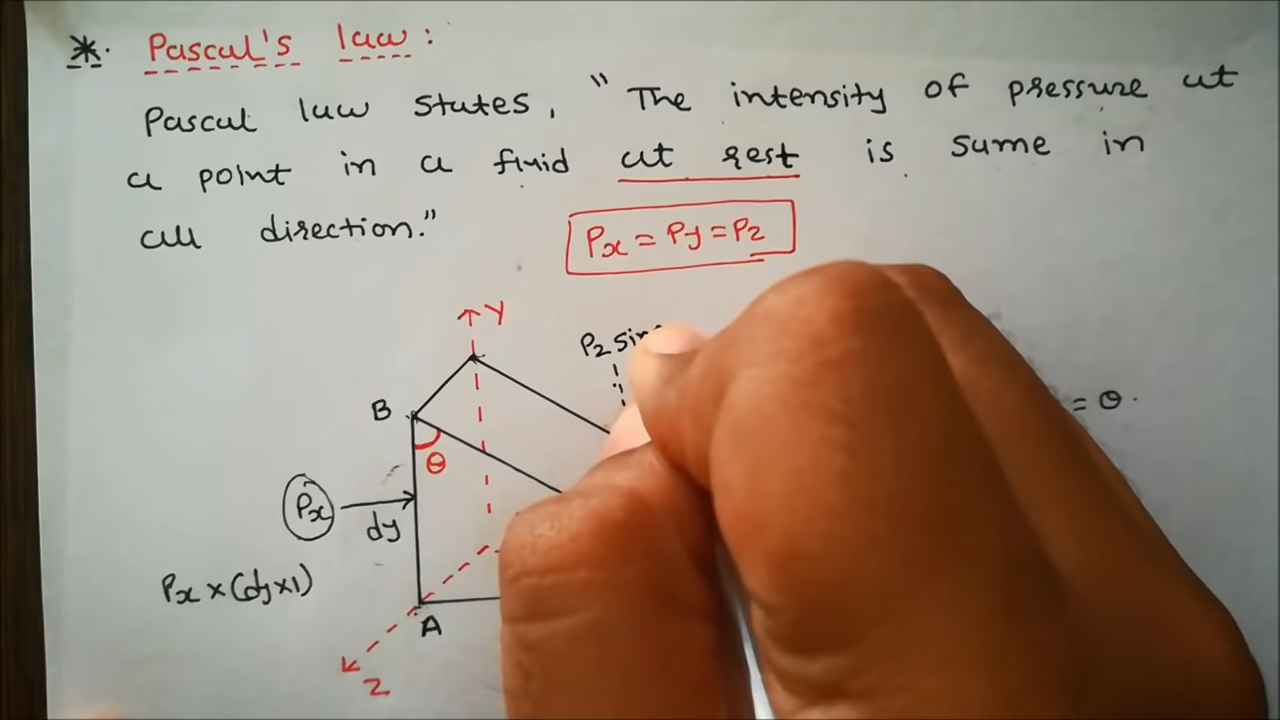 *. Pascal's law:
Pascal law states, "The intensity of pressure at
a point in a fluid at rest is same in
all direction."
Px = Py = Pz
Y
Pz
B
= θ.
θ
Px
dy
Px × (dy×1)
A
Z